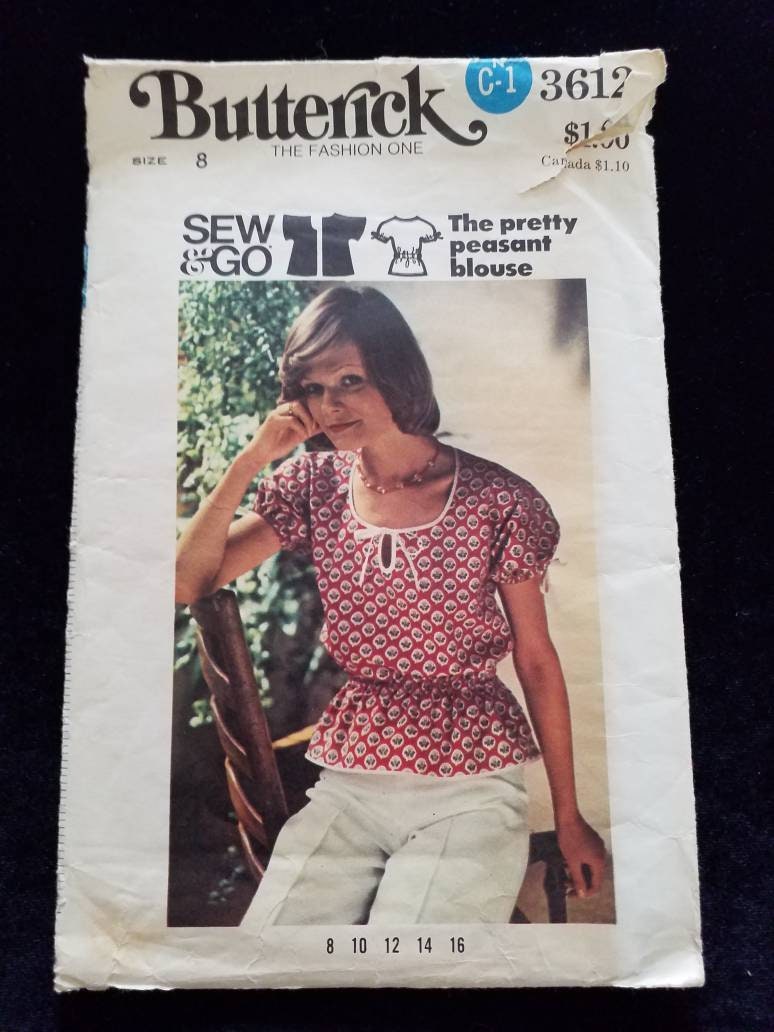 Butterick
C-1
3612
THE FASHION ONE
SIZE 8
Canada $1.10
SEW & GO
The pretty
peasant
blouse
8 10 12 14 16